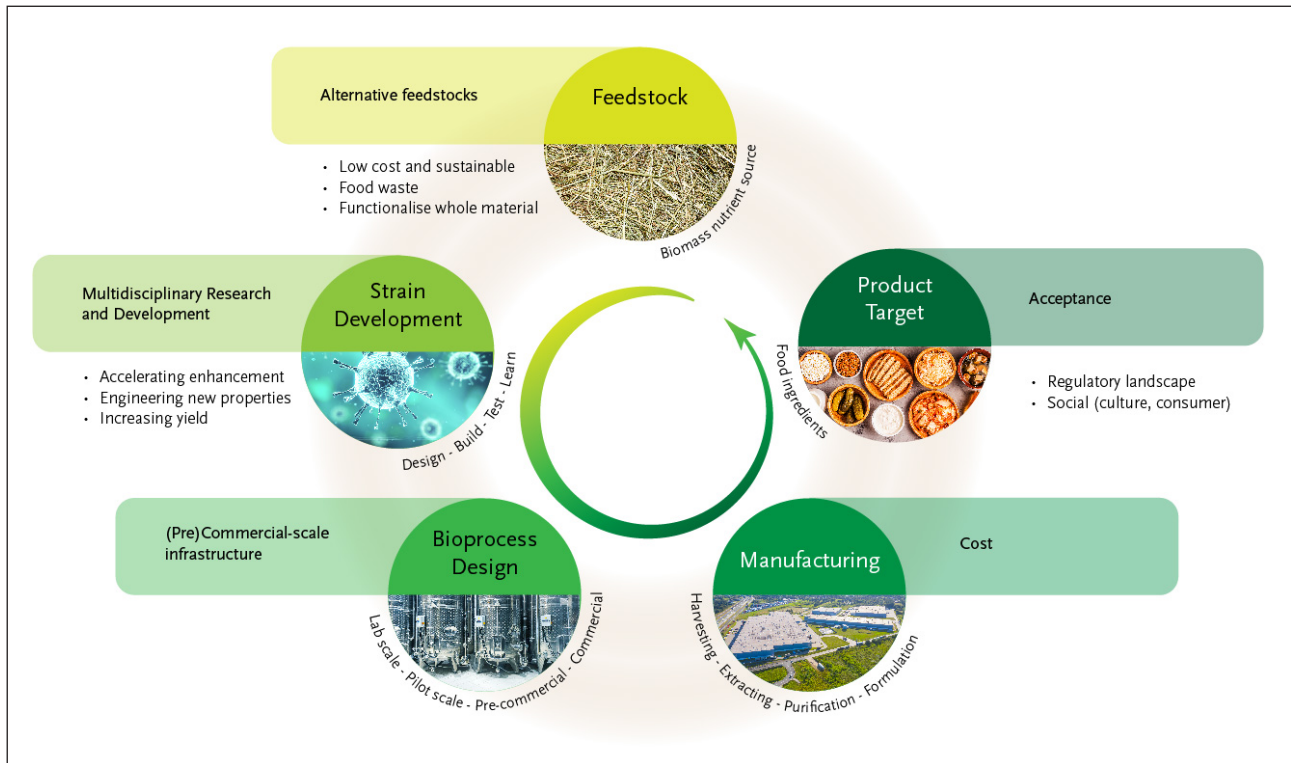 Alternative feedstocks
Feedstock
• Low cost and sustainable
• Food waste
• Functionalise whole material
Biomass nutrient source
Multidisciplinary Research
and Development
Strain
Development
• Accelerating enhancement
• Engineering new properties
• Increasing yield
Design - Build - Test - Learn
(Pre)Commercial-scale
infrastructure
Bioprocess
Design
Lab scale - Pilot scale - Pre-commercial - Commercial
Manufacturing
Cost
Harvesting - Extracting - Purification - Formulation
Product
Target
Acceptance
Food ingredients
• Regulatory landscape
• Social (culture, consumer)